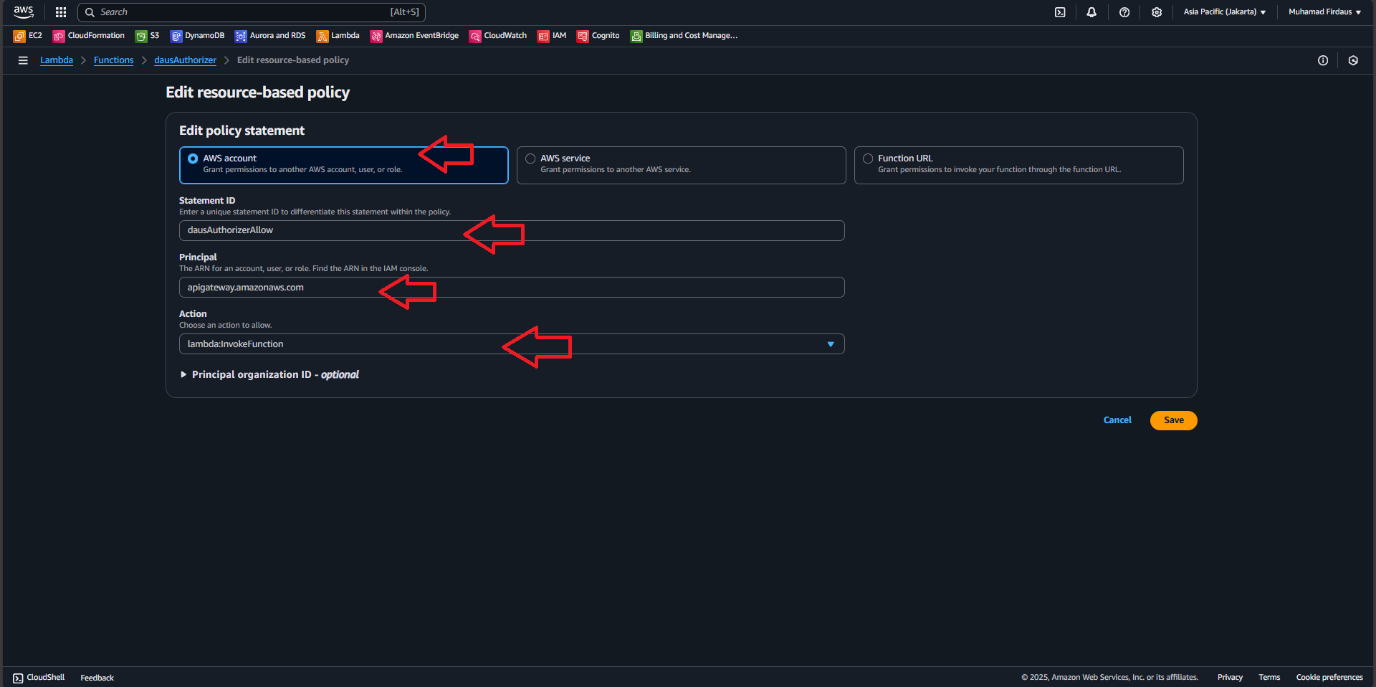 aws
Search [Alt+S]
Asia Pacific (Jakarta) Muhamad Firdaus
EC2 CloudFormation S3 DynamoDB Aurora and RDS Lambda Amazon EventBridge CloudWatch IAM Cognito Billing and Cost Manage...
Lambda Functions dausAuthorizer Edit resource-based policy
Edit resource-based policy
Edit policy statement
AWS account
Grant permissions to another AWS account, user, or role.
AWS service
Grant permissions to another AWS service.
Function URL
Grant permissions to invoke your function through the function URL.
Statement ID
Enter a unique statement ID to differentiate this statement within the policy.
dausAuthorizerAllow
Principal
The ARN for an account, user, or role. Find the ARN in the IAM console.
apigateway.amazonaws.com
Action
Choose an action to allow.
lambda:InvokeFunction
Principal organization ID - optional
Cancel Save
CloudShell Feedback © 2025, Amazon Web Services, Inc. or its affiliates. Privacy Terms Cookie preferences